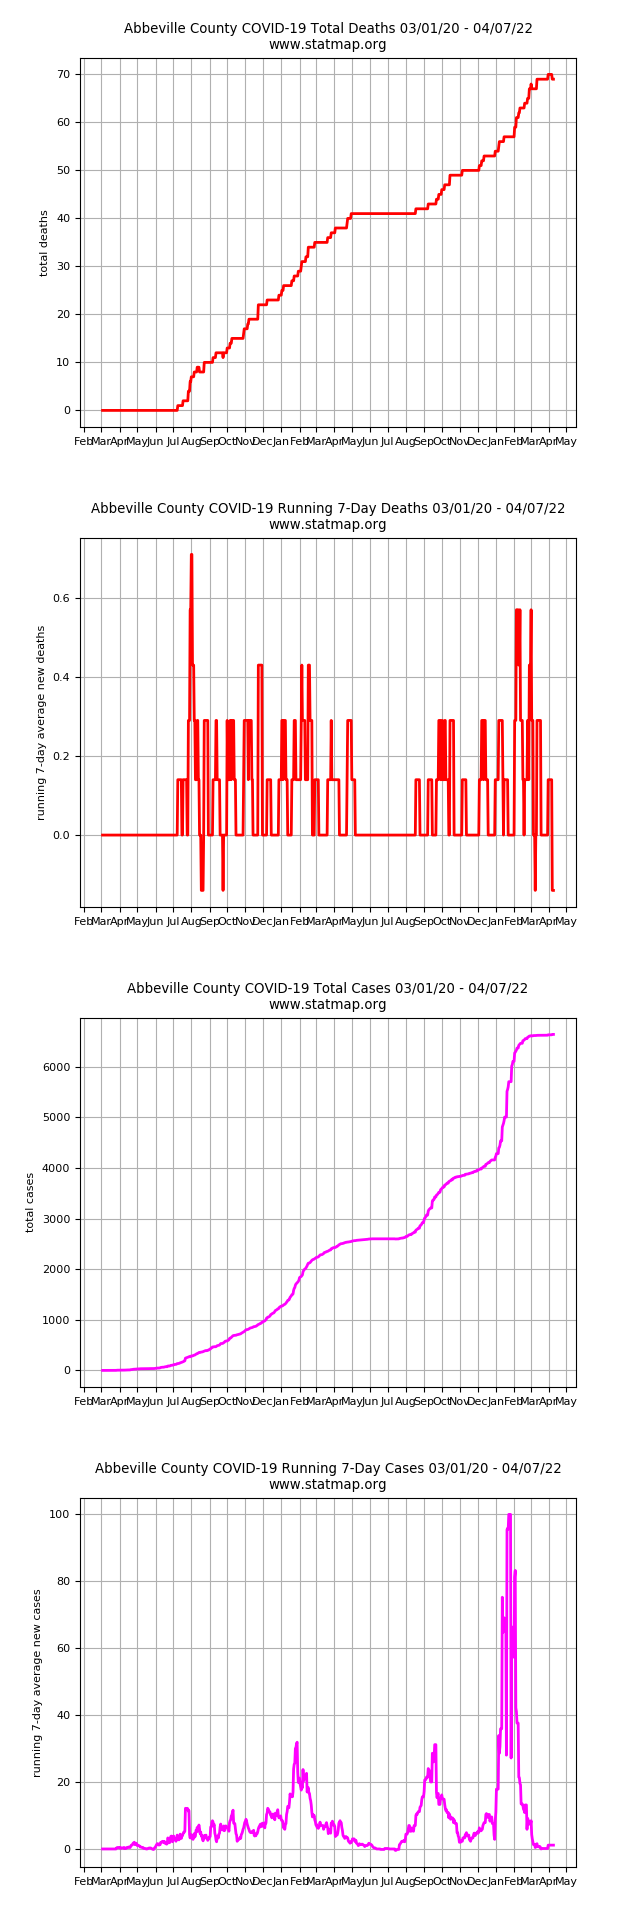 Abbeville County COVID-19 Total Deaths 03/01/20 - 04/07/22
www.statmap.org
70
60
50
40
30
20
10
0
total deaths
Feb Mar Apr May Jun Jul Aug Sep Oct Nov Dec Jan Feb Mar Apr May Jun Jul Aug Sep Oct Nov Dec Jan Feb Mar Apr May
Abbeville County COVID-19 Running 7-Day Deaths 03/01/20 - 04/07/22
www.statmap.org
0.6
0.4
0.2
0.0
running 7-day average new deaths
Feb Mar Apr May Jun Jul Aug Sep Oct Nov Dec Jan Feb Mar Apr May Jun Jul Aug Sep Oct Nov Dec Jan Feb Mar Apr May
Abbeville County COVID-19 Total Cases 03/01/20 - 04/07/22
www.statmap.org
6000
5000
4000
3000
2000
1000
0
total cases
Feb Mar Apr May Jun Jul Aug Sep Oct Nov Dec Jan Feb Mar Apr May Jun Jul Aug Sep Oct Nov Dec Jan Feb Mar Apr May
Abbeville County COVID-19 Running 7-Day Cases 03/01/20 - 04/07/22
www.statmap.org
100
80
60
40
20
0
running 7-day average new cases
Feb Mar Apr May Jun Jul Aug Sep Oct Nov Dec Jan Feb Mar Apr May Jun Jul Aug Sep Oct Nov Dec Jan Feb Mar Apr May